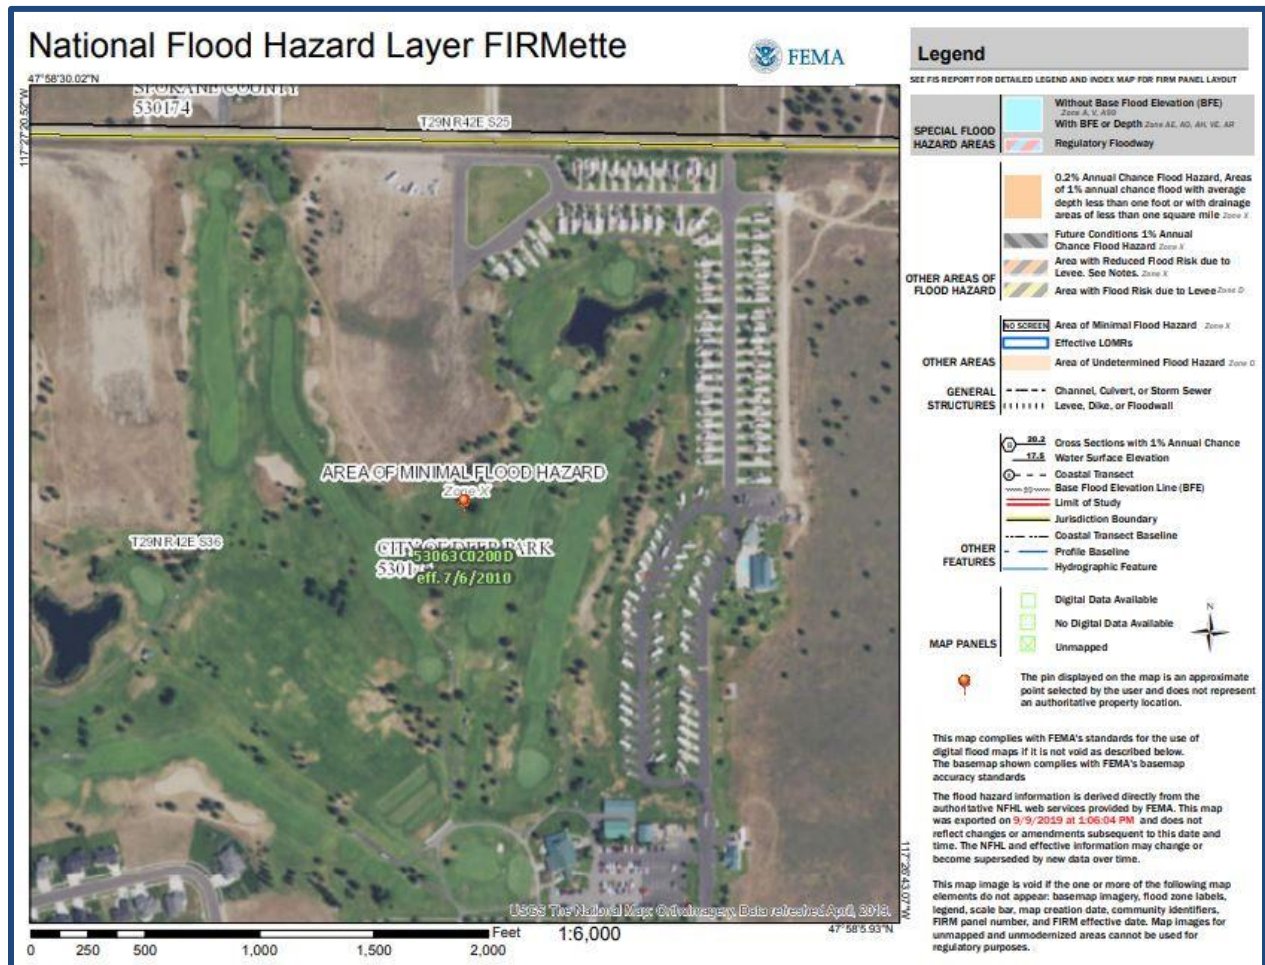 National Flood Hazard Layer FIRMette
FEMA
47°58'30.02"N
117°27'20.52"W
SPOKANE COUNTY
530174
T29N R42E S25
AREA OF MINIMAL FLOOD HAZARD
Zone X
T29N R42E S36
CITY OF DEER PARK
53063C0200D
eff. 7/6/2010
USGS The National Map: Orthoimagery. Data refreshed April, 2019.
117°26'43.07"W
47°58'5.93"N
Feet
1:6,000
0 250 500 1,000 1,500 2,000
Legend
SEE FIS REPORT FOR DETAILED LEGEND AND INDEX MAP FOR FIRM PANEL LAYOUT
SPECIAL FLOOD
HAZARD AREAS
Without Base Flood Elevation (BFE)
Zone A, V, A99
With BFE or Depth Zone AE, AO, AH, VE, AR
Regulatory Floodway
OTHER AREAS OF
FLOOD HAZARD
0.2% Annual Chance Flood Hazard, Areas
of 1% annual chance flood with average
depth less than one foot or with drainage
areas of less than one square mile Zone X
Future Conditions 1% Annual
Chance Flood Hazard Zone X
Area with Reduced Flood Risk due to
Levee. See Notes. Zone X
Area with Flood Risk due to Levee Zone D
OTHER AREAS
NO SCREEN Area of Minimal Flood Hazard Zone X
Effective LOMRs
Area of Undetermined Flood Hazard Zone D
GENERAL
STRUCTURES
Channel, Culvert, or Storm Sewer
Levee, Dike, or Floodwall
OTHER
FEATURES
20.2 Cross Sections with 1% Annual Chance
17.5 Water Surface Elevation
Coastal Transect
Base Flood Elevation Line (BFE)
Limit of Study
Jurisdiction Boundary
Coastal Transect Baseline
Profile Baseline
Hydrographic Feature
MAP PANELS
Digital Data Available
No Digital Data Available
Unmapped
N
The pin displayed on the map is an approximate
point selected by the user and does not represent
an authoritative property location.
This map complies with FEMA's standards for the use of
digital flood maps if it is not void as described below.
The basemap shown complies with FEMA's basemap
accuracy standards
The flood hazard information is derived directly from the
authoritative NFHL web services provided by FEMA. This map
was exported on 9/9/2019 at 1:06:04 PM and does not
reflect changes or amendments subsequent to this date and
time. The NFHL and effective information may change or
become superseded by new data over time.
This map image is void if the one or more of the following map
elements do not appear: basemap imagery, flood zone labels,
legend, scale bar, map creation date, community identifiers,
FIRM panel number, and FIRM effective date. Map images for
unmapped and unmodernized areas cannot be used for
regulatory purposes.